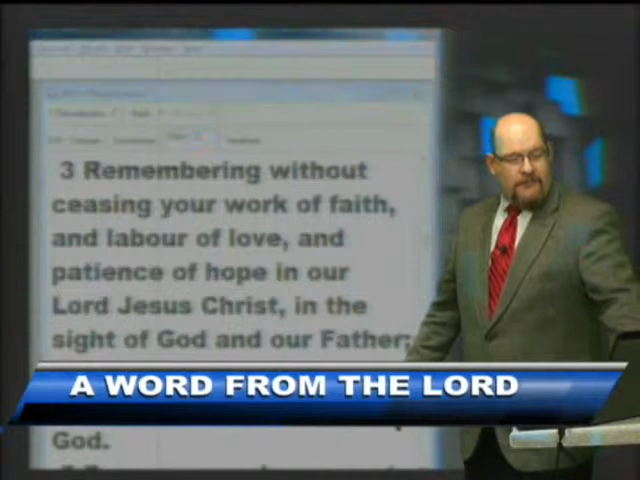 3 Remembering without
ceasing your work of faith,
and labour of love, and
patience of hope in our
Lord Jesus Christ, in the
sight of God and our Father;
A WORD FROM THE LORD
God.